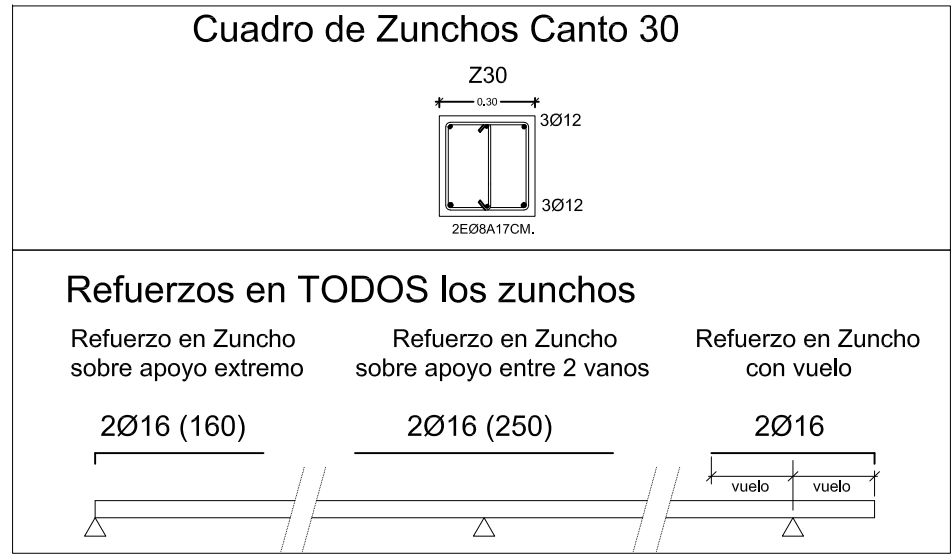 Cuadro de Zunchos Canto 30
Z30
0.30
3Ø12
3Ø12
2EØ8A17CM.
Refuerzos en TODOS los zunchos
Refuerzo en Zuncho
sobre apoyo extremo
Refuerzo en Zuncho
sobre apoyo entre 2 vanos
Refuerzo en Zuncho
con vuelo
2Ø16 (160)
2Ø16 (250)
2Ø16
vuelo
vuelo